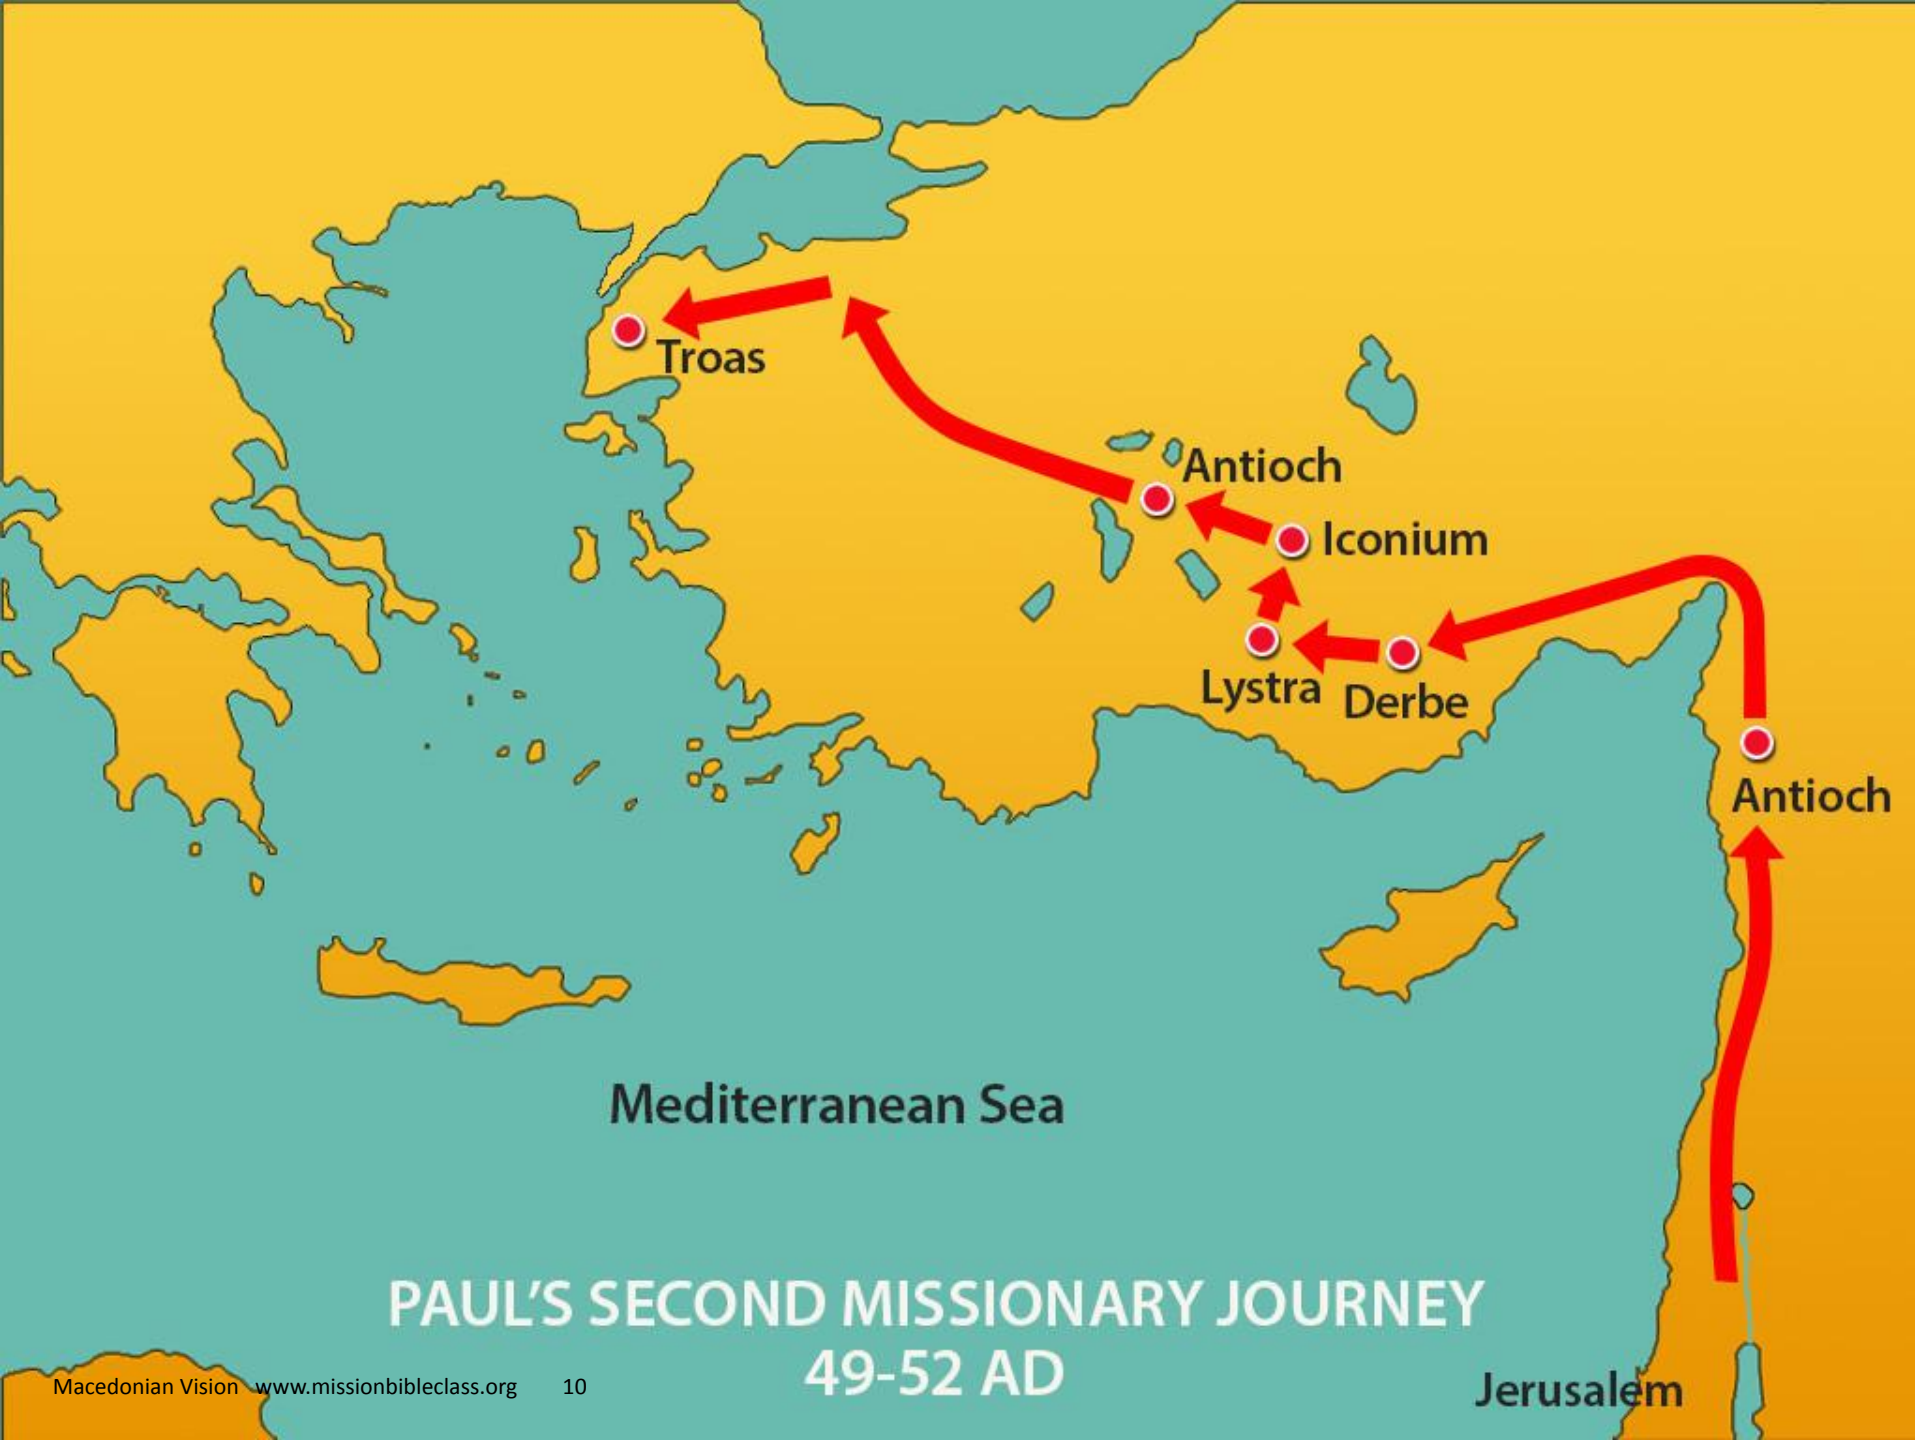 Troas
Antioch
Iconium
Lystra
Derbe
Antioch
Mediterranean Sea
PAUL'S SECOND MISSIONARY JOURNEY
49-52 AD
Jerusalem
Macedonian Vision www.missionbibleclass.org 10